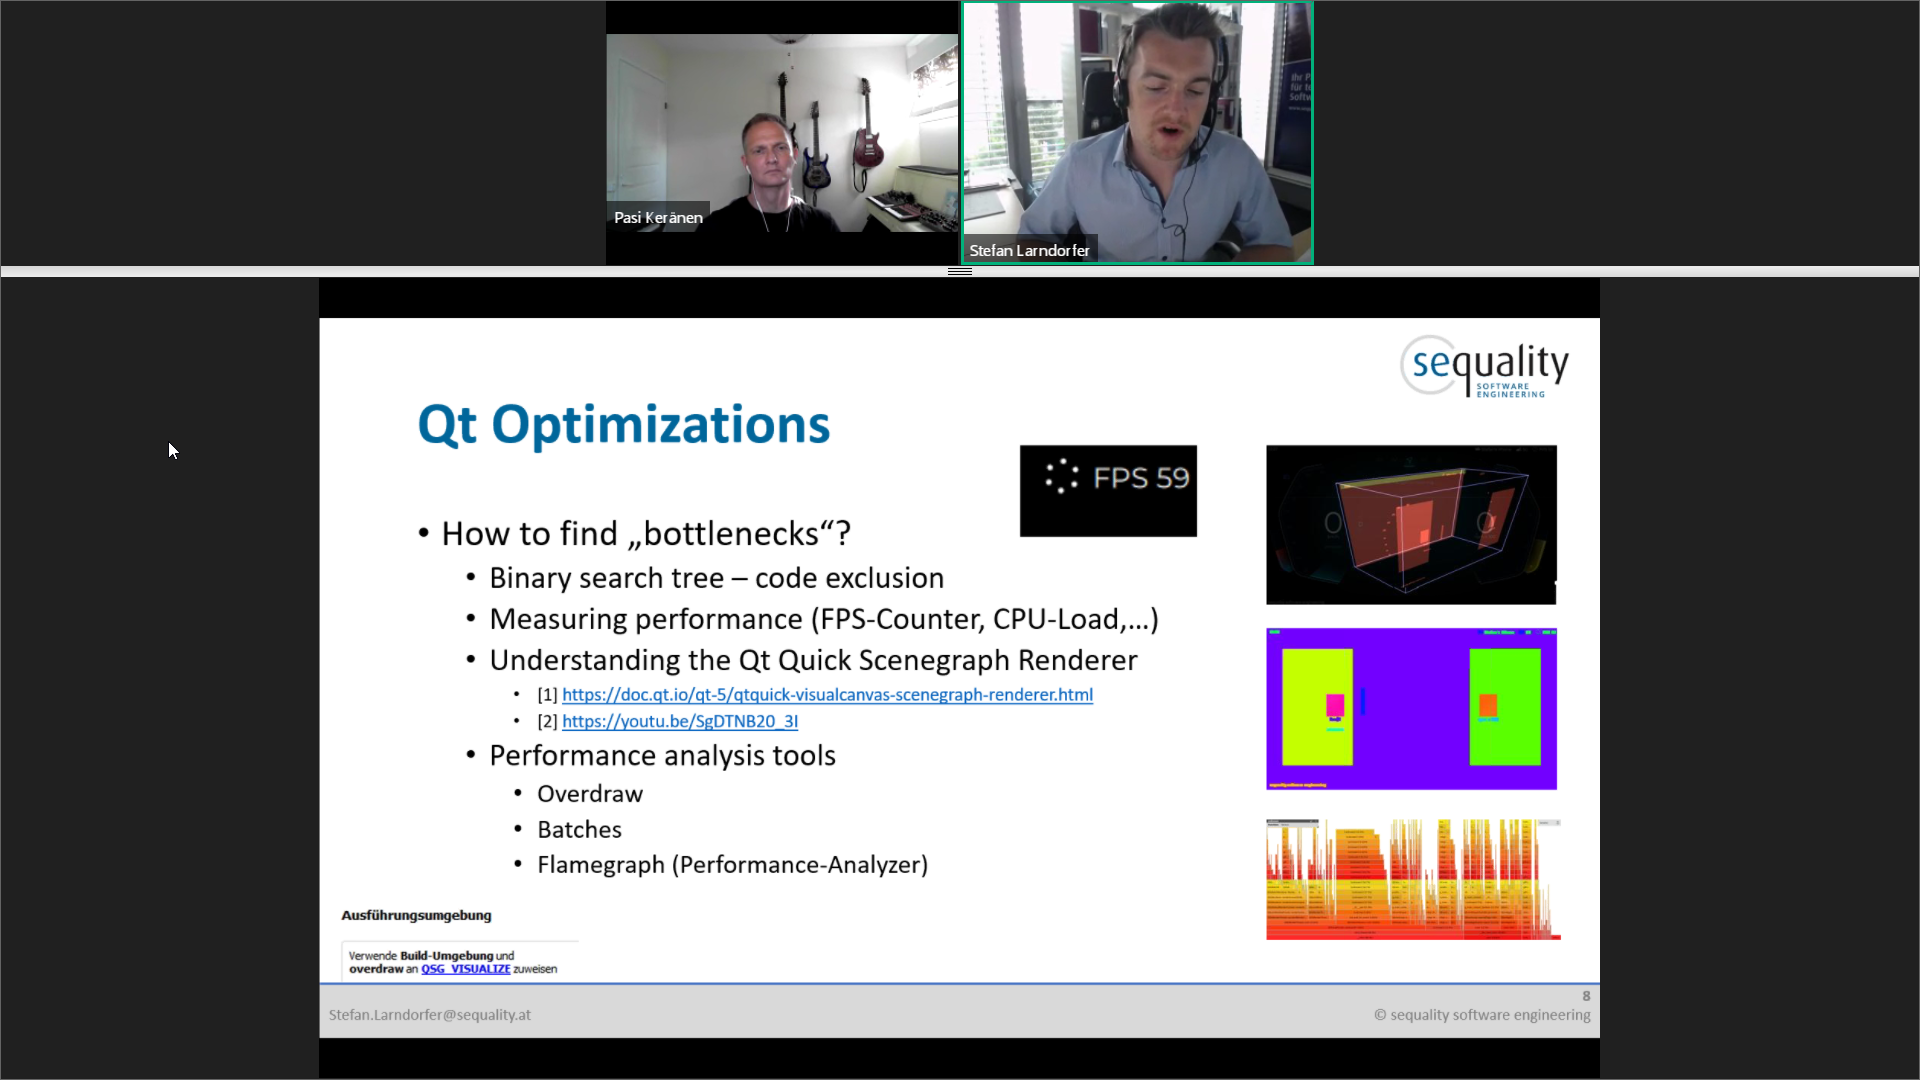 Ihr P
für t
Softw
Pasi Keränen
Stefan Larndorfer
sequality
SOFTWARE
ENGINEERING
Qt Optimizations
FPS 59
• How to find „bottlenecks“?
• Binary search tree – code exclusion
• Measuring performance (FPS-Counter, CPU-Load,...)
• Understanding the Qt Quick Scenegraph Renderer
• [1] https://doc.qt.io/qt-5/qtquick-visualcanvas-scenegraph-renderer.html
• [2] https://youtu.be/SgDTNB20_3I
• Performance analysis tools
• Overdraw
• Batches
• Flamegraph (Performance-Analyzer)
Ausführungsumgebung
Verwende Build-Umgebung und
overdraw an QSG_VISUALIZE zuweisen
8
Stefan.Larndorfer@sequality.at
© sequality software engineering